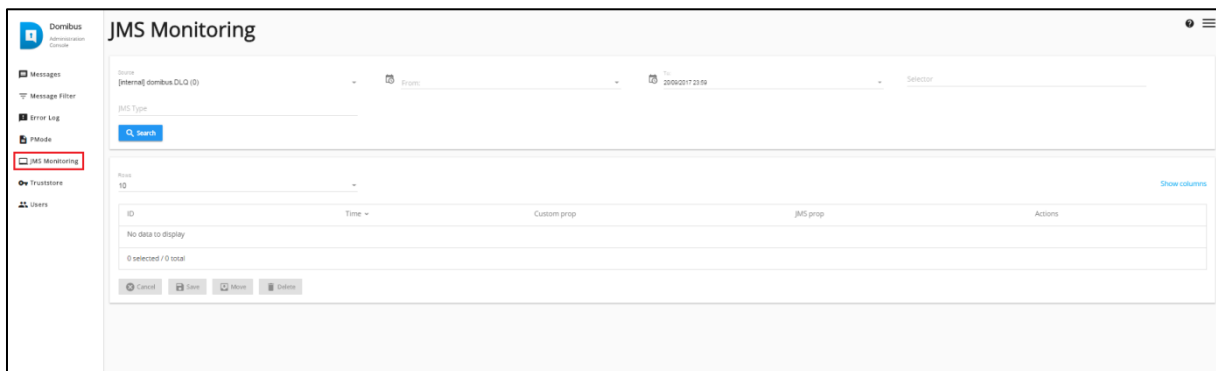 Domibus
Administration
Console
JMS Monitoring
Messages
Message Filter
Error Log
PMode
JMS Monitoring
Truststore
Users
Source
[internal] domibus DLQ (0)
From:
To:
20/09/2017 23:59
Selector
JMS Type
Search
Rows
10
Show columns
ID Time Custom prop JMS prop Actions
No data to display
0 selected / 0 total
Cancel Save Move Delete